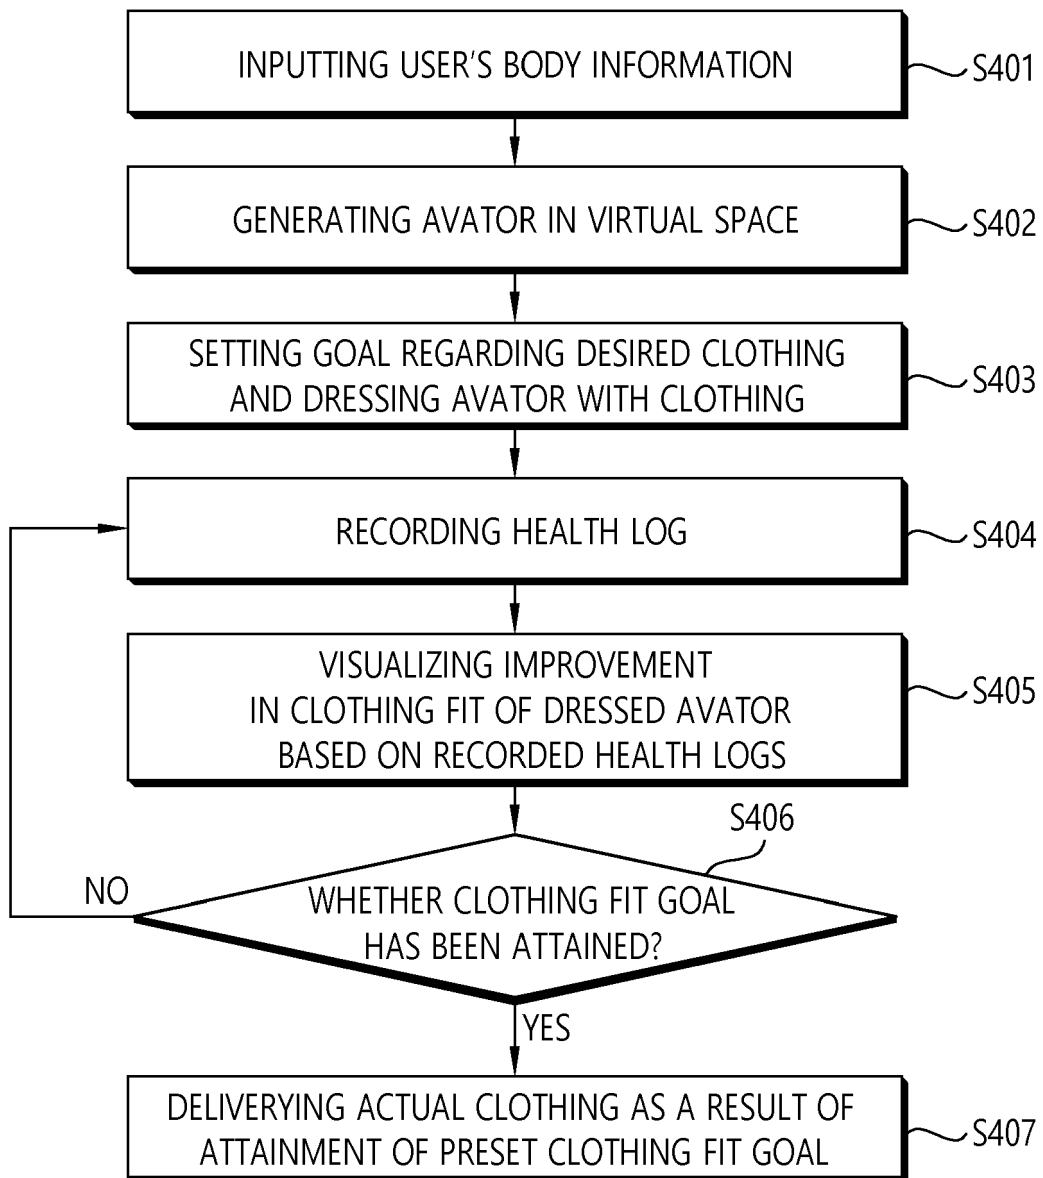 INPUTTING USER'S BODY INFORMATION
S401
GENERATING AVATOR IN VIRTUAL SPACE
S402
SETTING GOAL REGARDING DESIRED CLOTHING
AND DRESSING AVATOR WITH CLOTHING
S403
RECORDING HEALTH LOG
S404
VISUALIZING IMPROVEMENT
IN CLOTHING FIT OF DRESSED AVATOR
BASED ON RECORDED HEALTH LOGS
S405
S406
NO
WHETHER CLOTHING FIT GOAL
HAS BEEN ATTAINED?
YES
DELIVERYING ACTUAL CLOTHING AS A RESULT OF
ATTAINMENT OF PRESET CLOTHING FIT GOAL
S407